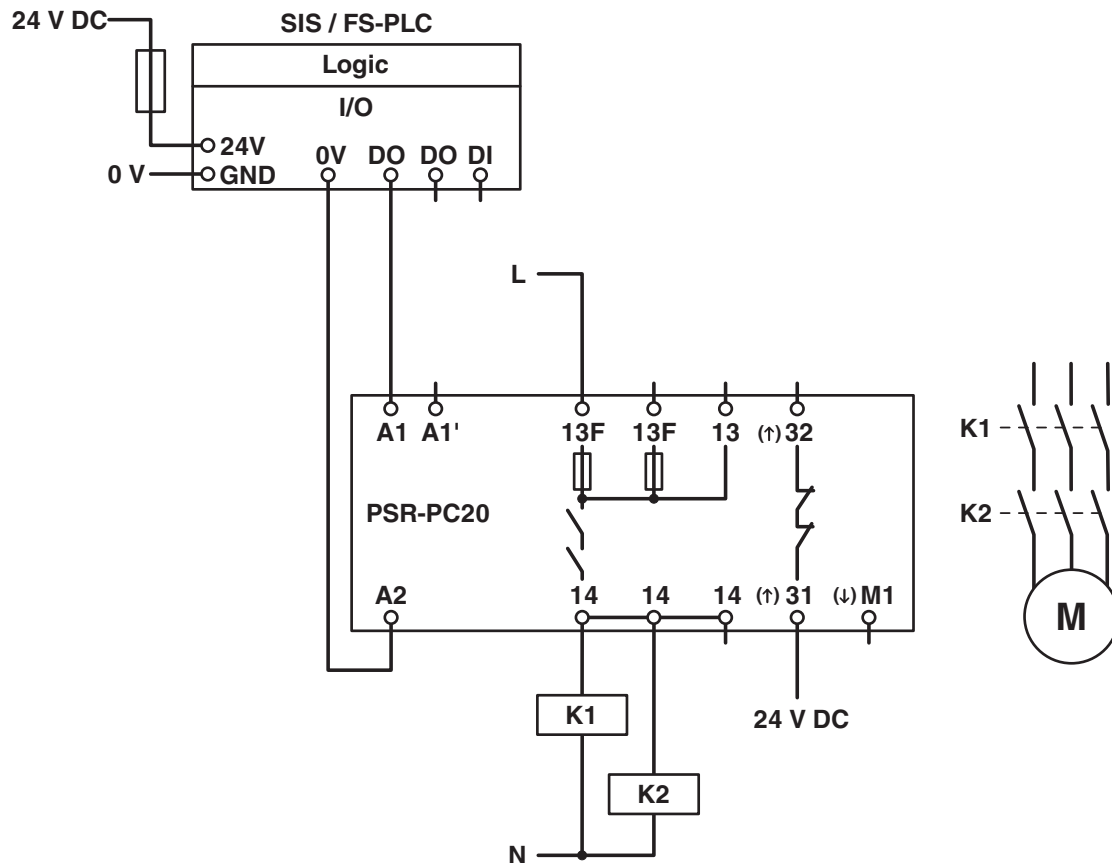 24 V DC
SIS / FS-PLC
Logic
I/O
24V
0V DO DO DI
0 V GND
L
A1 A1' 13F 13F 13 (↑) 32
K1
PSR-PC20
K2
A2 14 14 14 (↑) 31 (↓) M1
M
K1
24 V DC
K2
N